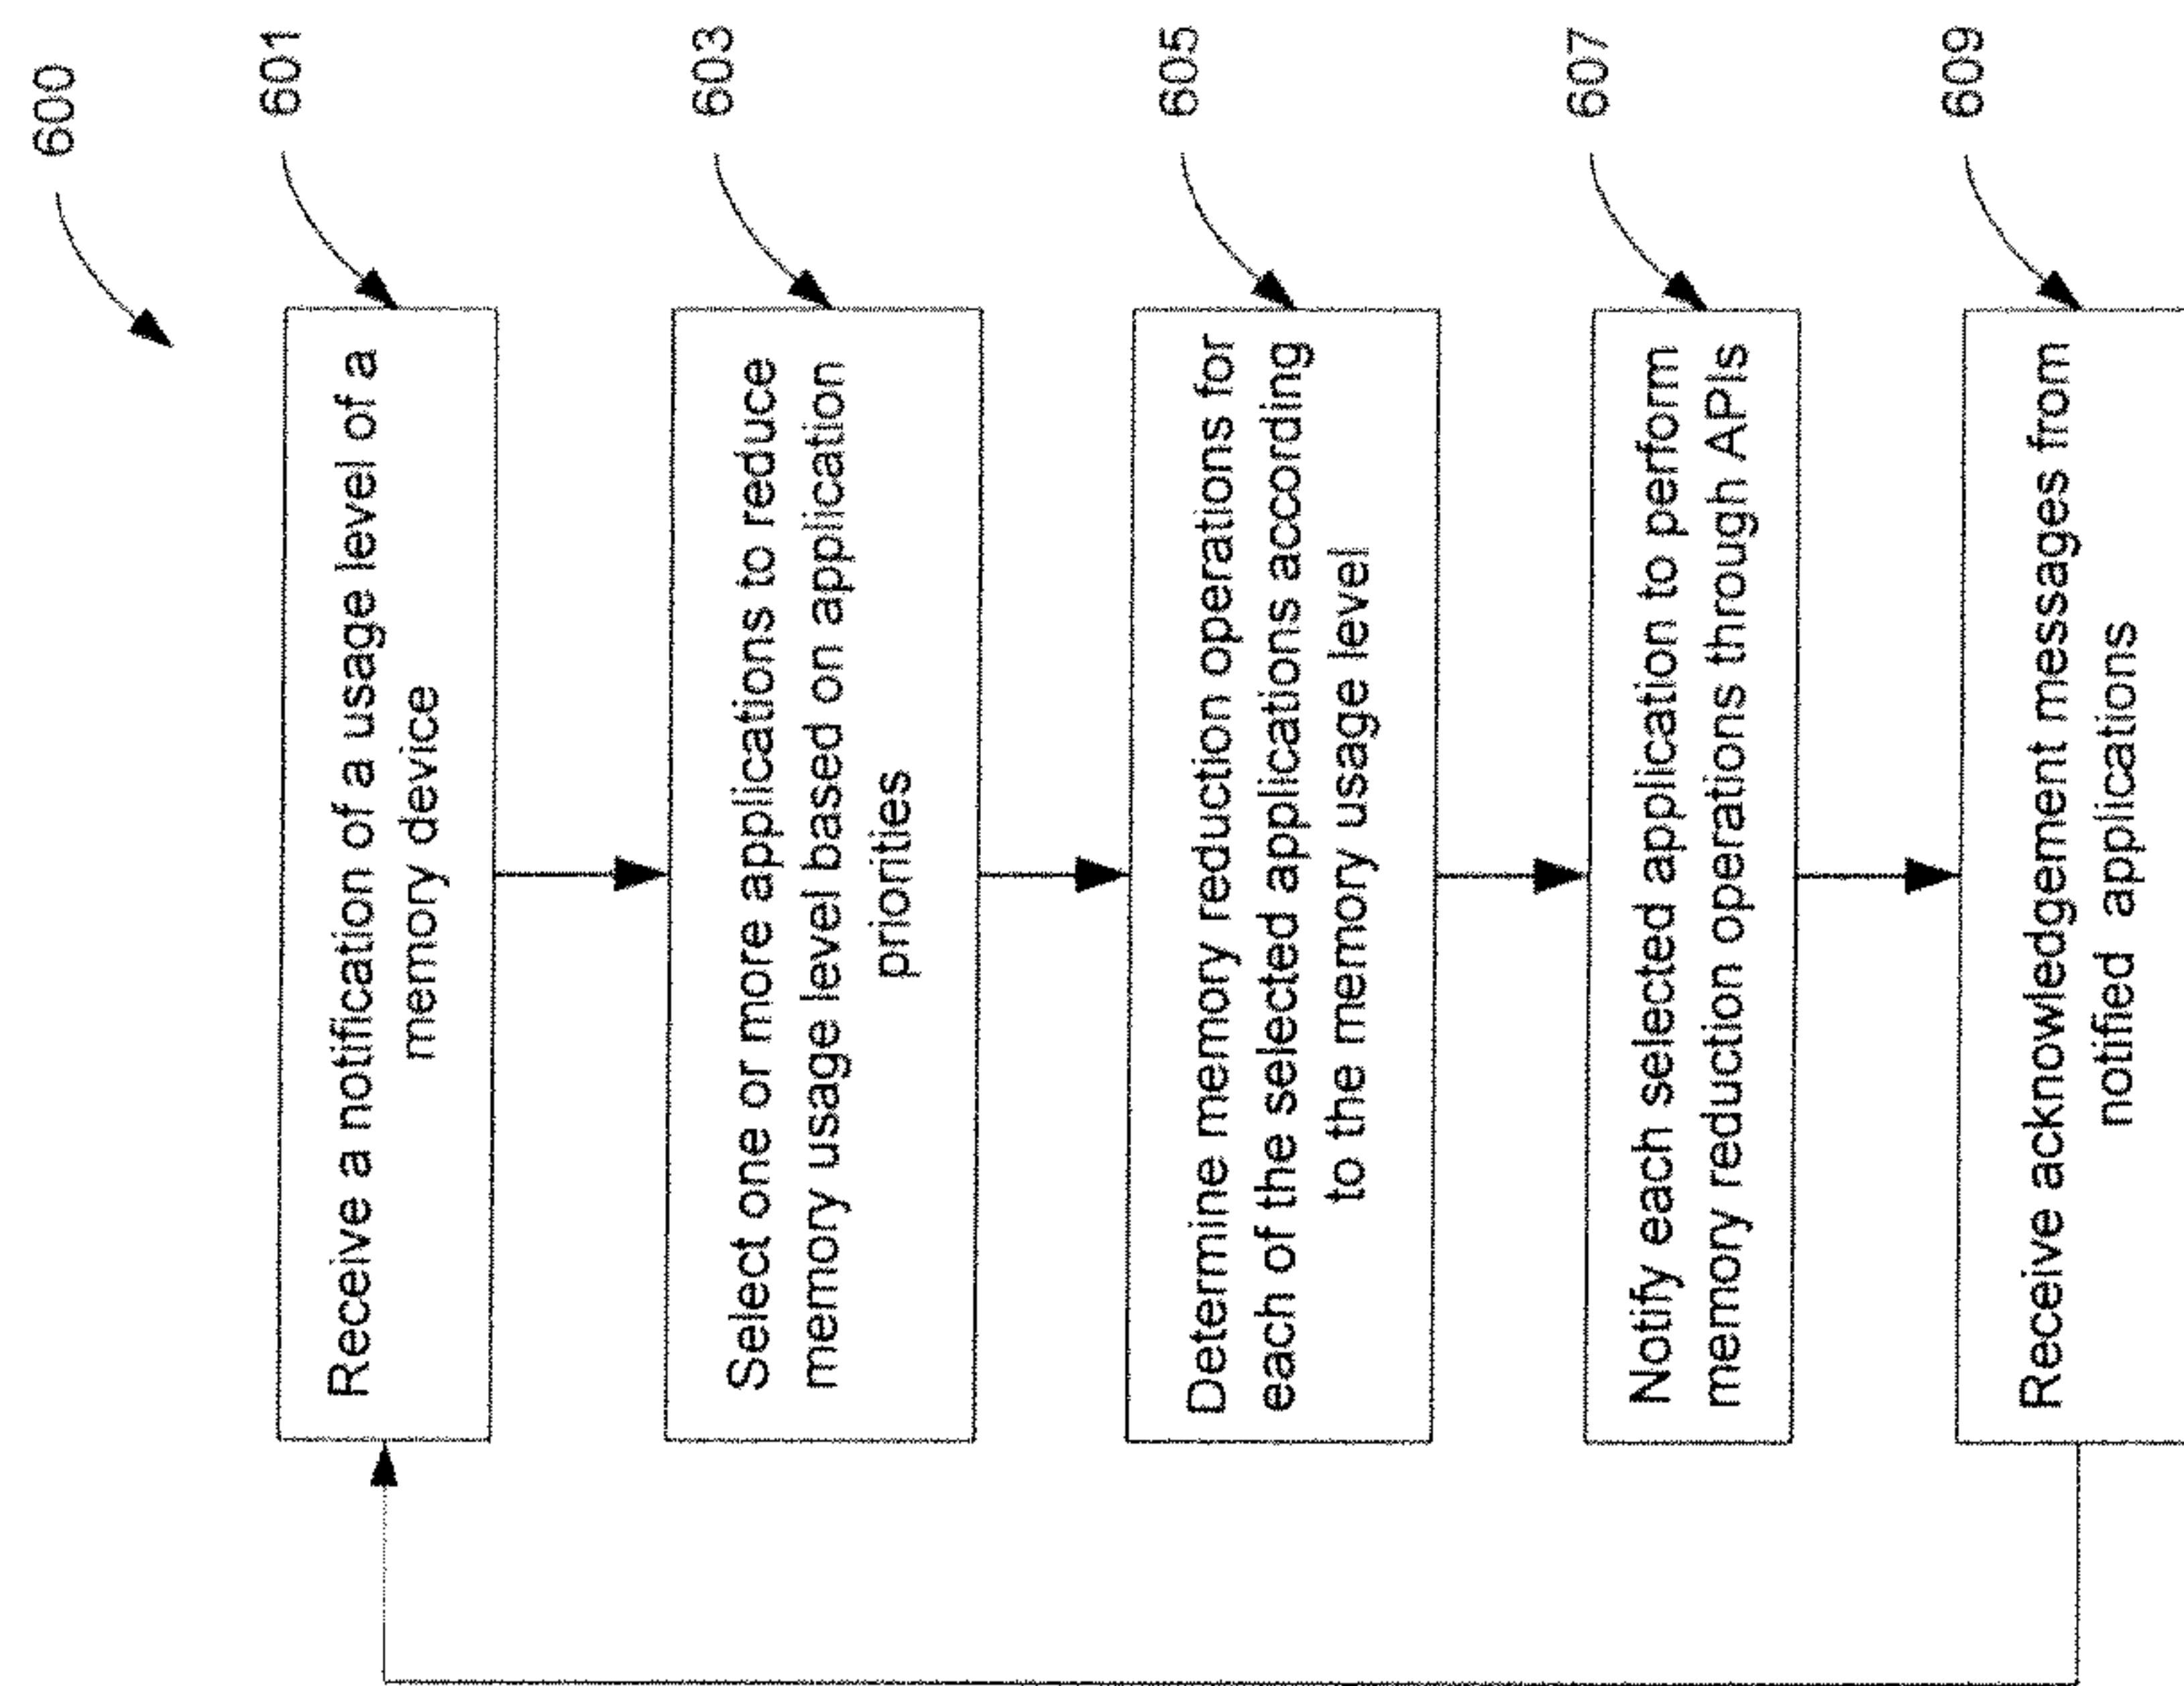 600
601
Receive a notification of a usage level of a
memory device
603
Select one or more applications to reduce
memory usage level based on application
priorities
605
Determine memory reduction operations for
each of the selected applications according
to the memory usage level
607
Notify each selected application to perform
memory reduction operations through APIs
609
Receive acknowledgement messages from
notified applications